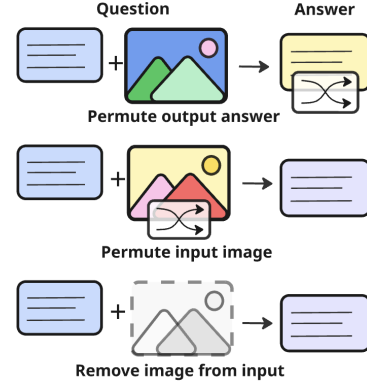 Question Answer
Permute output answer
Permute input image
Remove image from input